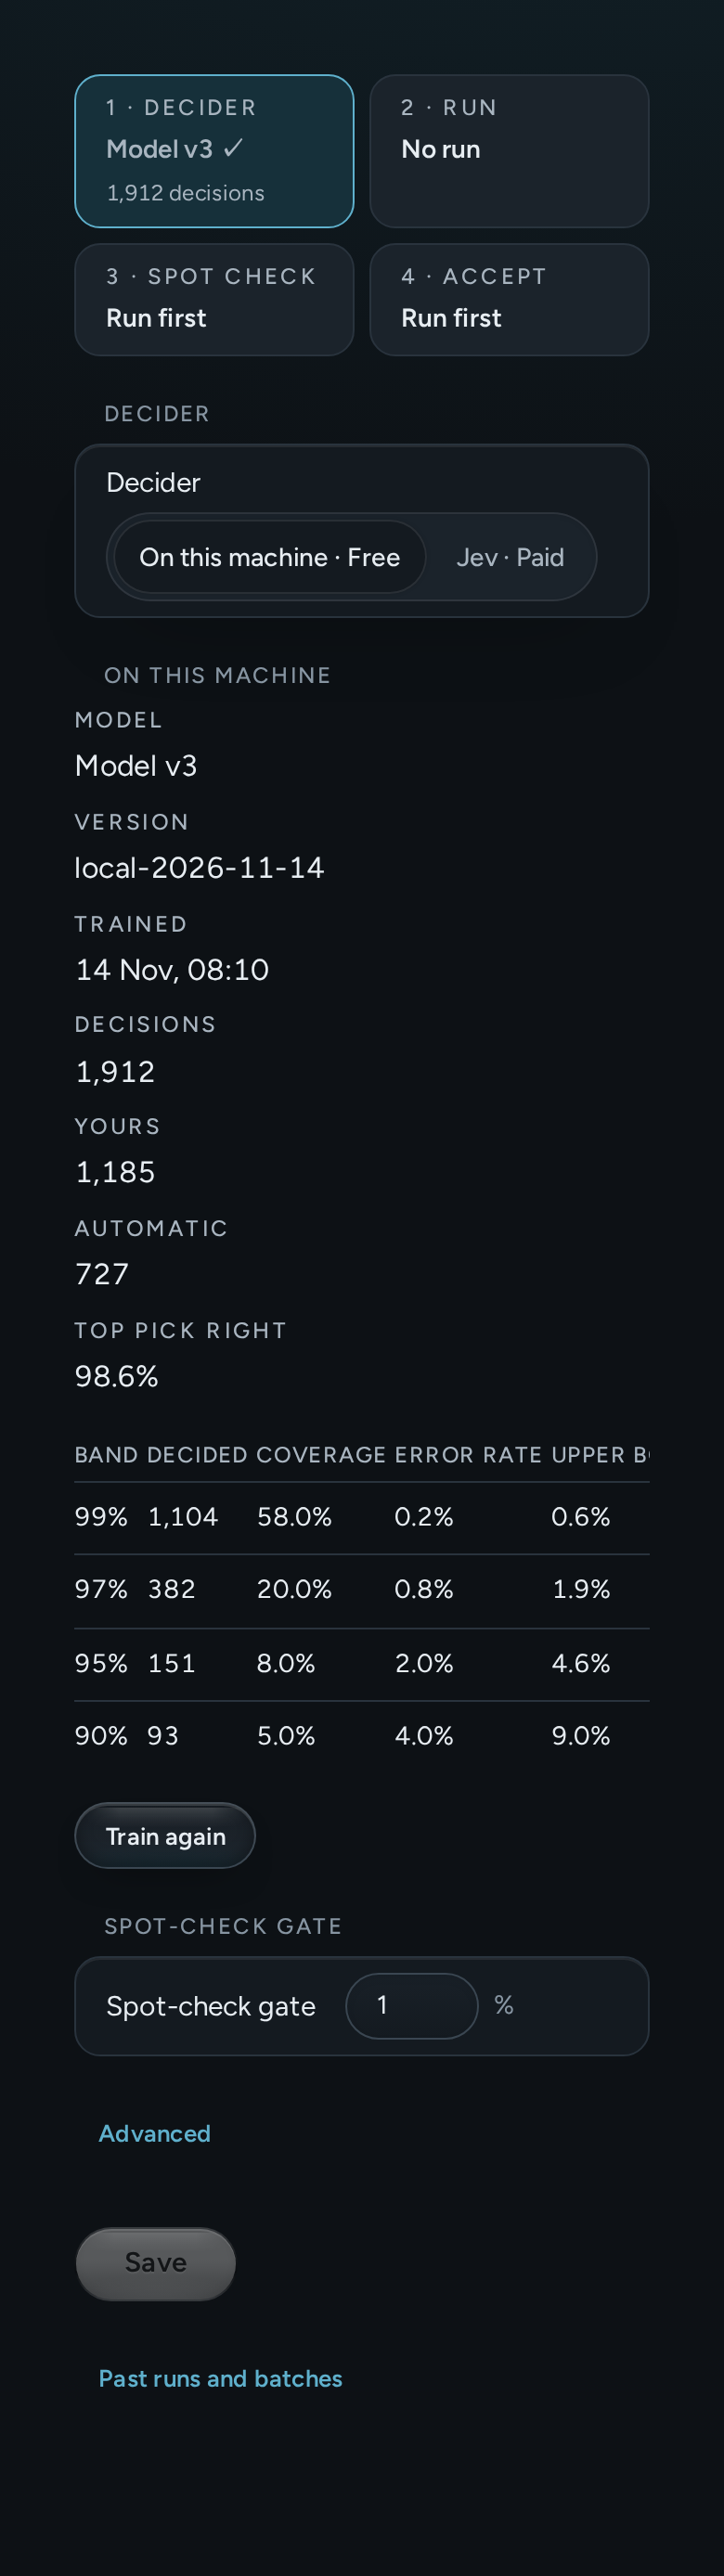 1 · DECIDER
Model v3 ✓
1,912 decisions
2 · RUN
No run
3 · SPOT CHECK
Run first
4 · ACCEPT
Run first
DECIDER
Decider
On this machine · Free
Jev · Paid
ON THIS MACHINE
MODEL
Model v3
VERSION
local-2026-11-14
TRAINED
14 Nov, 08:10
DECISIONS
1,912
YOURS
1,185
AUTOMATIC
727
TOP PICK RIGHT
98.6%
BAND DECIDED COVERAGE ERROR RATE UPPER
99% 1,104 58.0% 0.2% 0.6%
97% 382 20.0% 0.8% 1.9%
95% 151 8.0% 2.0% 4.6%
90% 93 5.0% 4.0% 9.0%
Train again
SPOT-CHECK GATE
Spot-check gate 1 %
Advanced
Save
Past runs and batches